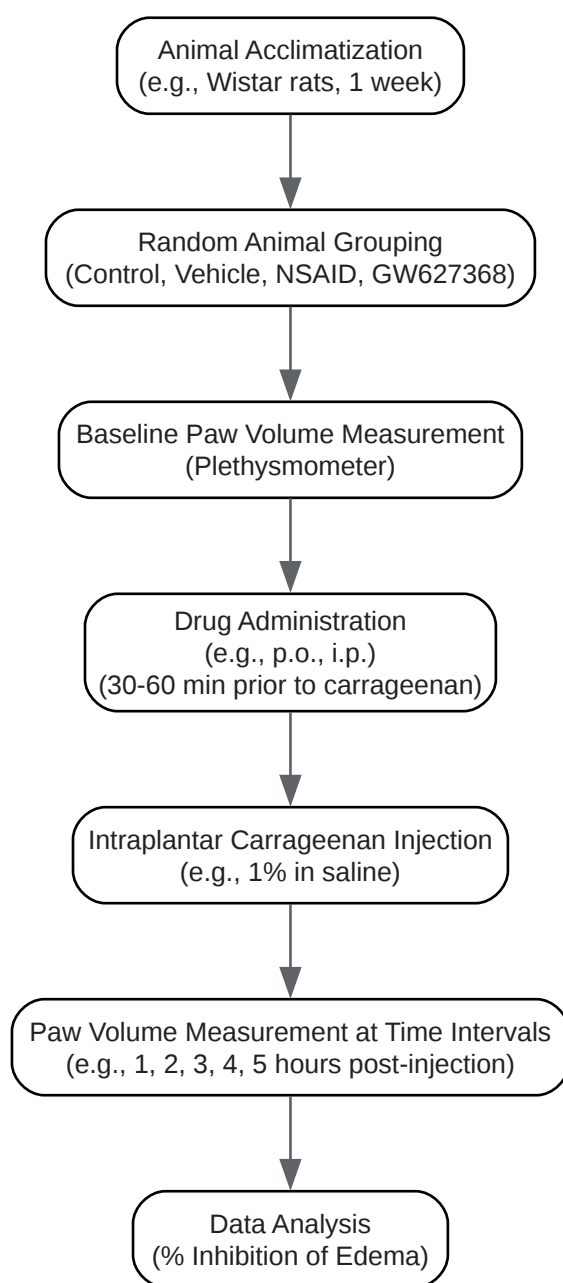 Animal Acclimatization
(e.g., Wistar rats, 1 week)
Random Animal Grouping
(Control, Vehicle, NSAID, GW627368)
Baseline Paw Volume Measurement
(Plethysmometer)
Drug Administration
(e.g., p.o., i.p.)
(30-60 min prior to carrageenan)
Intraplantar Carrageenan Injection
(e.g., 1% in saline)
Paw Volume Measurement at Time Intervals
(e.g., 1, 2, 3, 4, 5 hours post-injection)
Data Analysis
(% Inhibition of Edema)